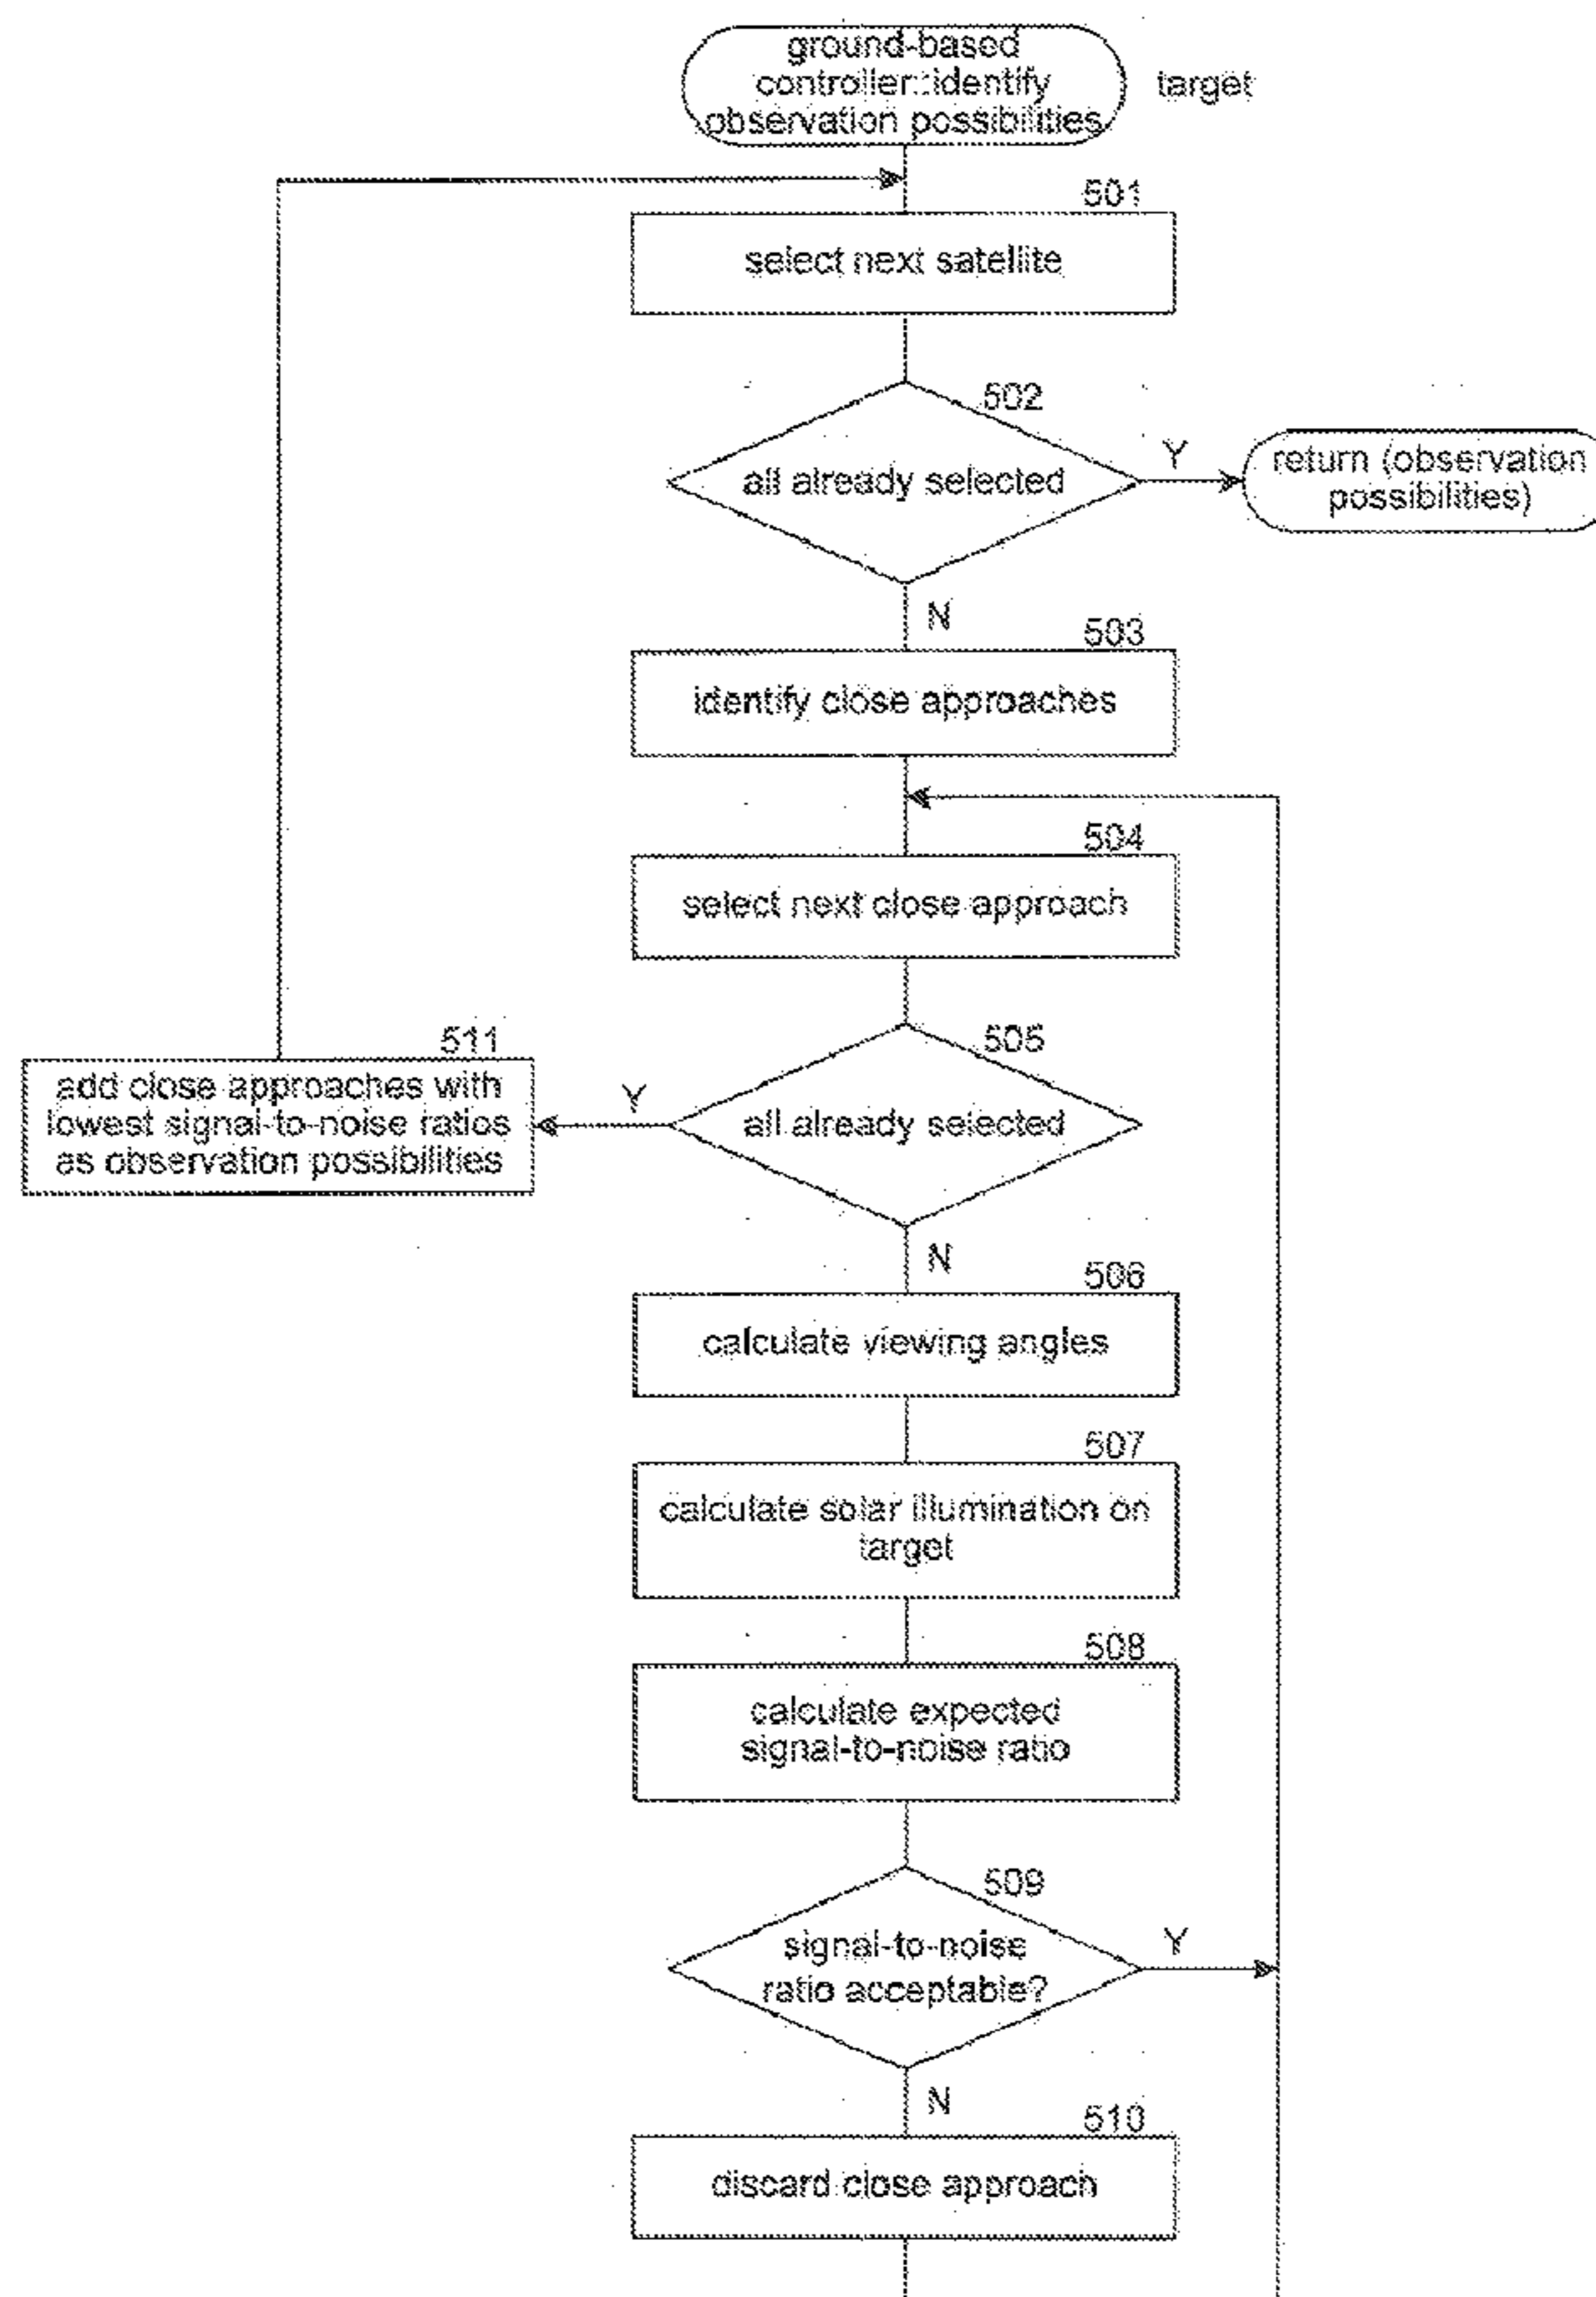 ground-based
controller::identify
observation possibilities
target
501
select next satellite
502
all already selected
Y
return (observation
possibilities)
N
503
identify close approaches
504
select next close approach
505
all already selected
Y
511
add close approaches with
lowest signal-to-noise ratios
as observation possibilities
N
506
calculate viewing angles
507
calculate solar illumination on
target
508
calculate expected
signal-to-noise ratio
509
signal-to-noise
ratio acceptable?
Y
N
510
discard close approach